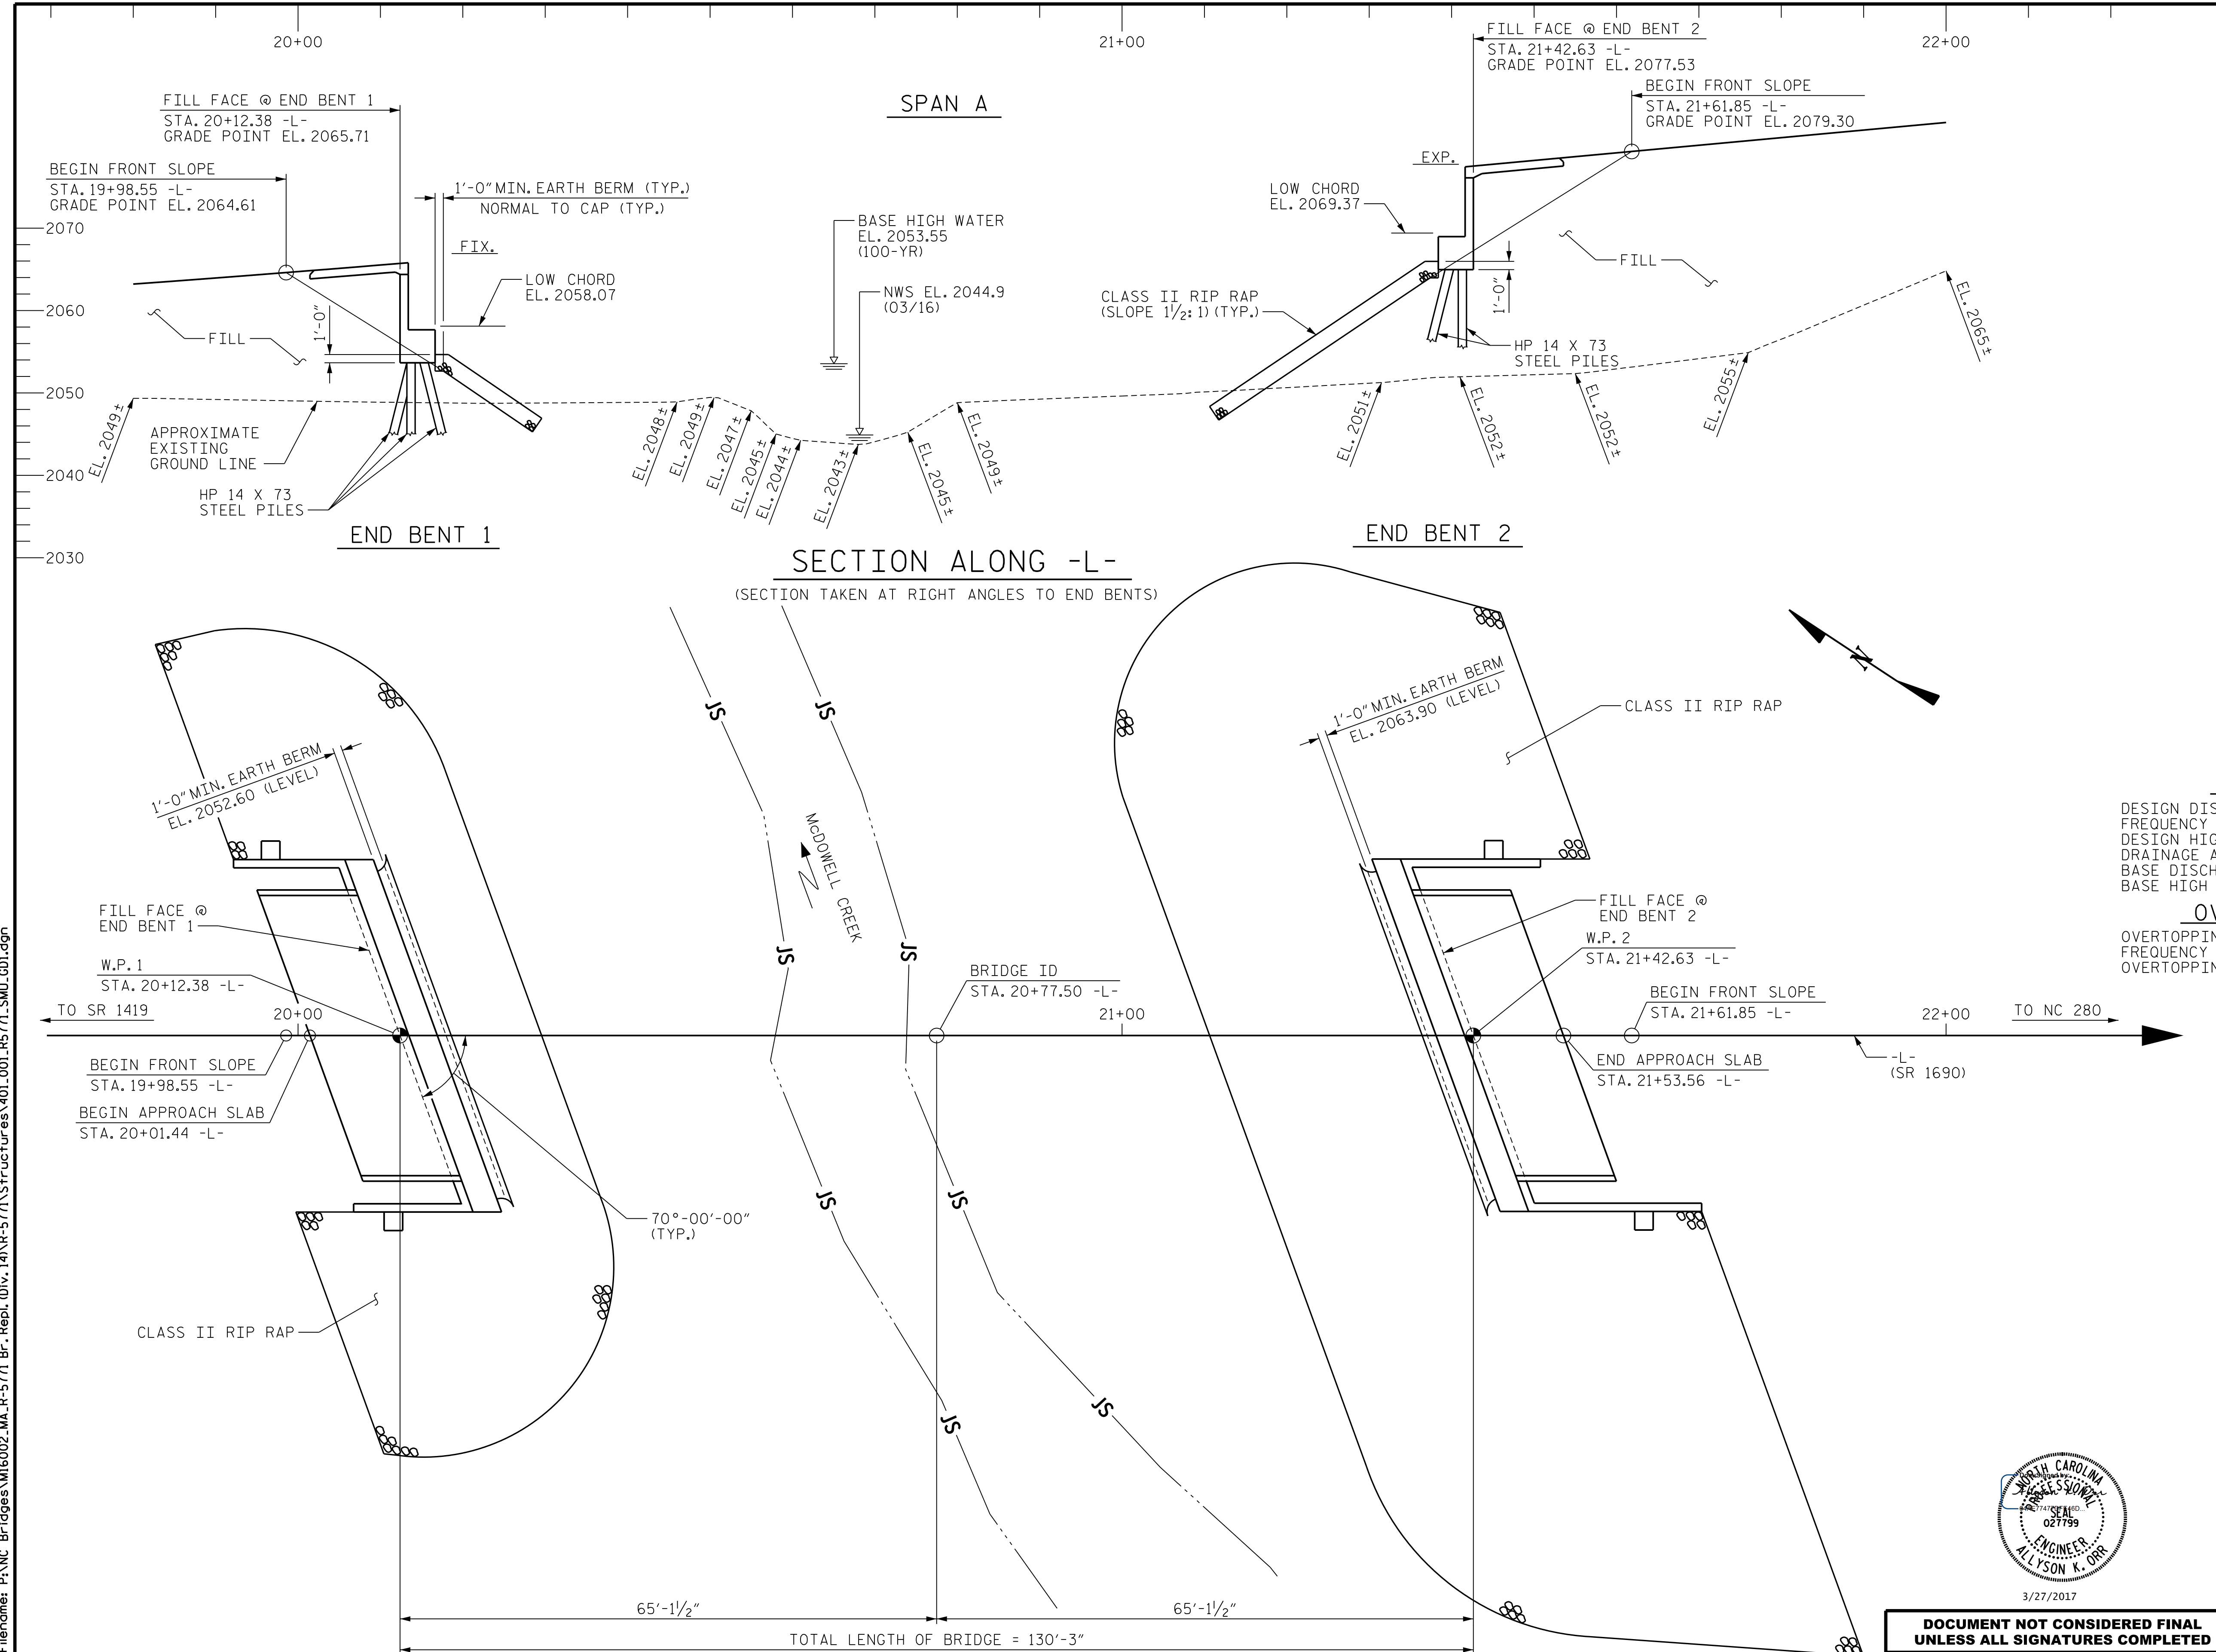 20+00
21+00
22+00
FILL FACE @ END BENT 2
STA. 21+42.63 -L-
GRADE POINT EL. 2077.53
BEGIN FRONT SLOPE
STA. 21+61.85 -L-
GRADE POINT EL. 2079.30
SPAN A
FILL FACE @ END BENT 1
STA. 20+12.38 -L-
GRADE POINT EL. 2065.71
BEGIN FRONT SLOPE
STA. 19+98.55 -L-
GRADE POINT EL. 2064.61
1'-0" MIN. EARTH BERM (TYP.)
NORMAL TO CAP (TYP.)
FIX.
EXP.
LOW CHORD
EL. 2058.07
BASE HIGH WATER
EL. 2053.55
(100-YR)
NWS EL. 2044.9
(03/16)
LOW CHORD
EL. 2069.37
CLASS II RIP RAP
(SLOPE 1½:1) (TYP.)
1'-0"
1'-0"
FILL
FILL
HP 14 X 73
STEEL PILES
2070
2060
2050
2040
2030
EL. 2049±
APPROXIMATE
EXISTING
GROUND LINE
HP 14 X 73
STEEL PILES
EL. 2048±
EL. 2049±
EL. 2047±
EL. 2045±
EL. 2044±
EL. 2043±
EL. 2045±
EL. 2049±
EL. 2051±
EL. 2052±
EL. 2052±
EL. 2055±
EL. 2065±
END BENT 1
END BENT 2
SECTION ALONG -L-
(SECTION TAKEN AT RIGHT ANGLES TO END BENTS)
N
1'-0" MIN. EARTH BERM
EL. 2052.60 (LEVEL)
1'-0" MIN. EARTH BERM
EL. 2063.90 (LEVEL)
CLASS II RIP RAP
JS
JS
McDOWELL CREEK
FILL FACE @
END BENT 1
W.P. 1
STA. 20+12.38 -L-
FILL FACE @
END BENT 2
W.P. 2
STA. 21+42.63 -L-
JS
JS
BRIDGE ID
STA. 20+77.50 -L-
BEGIN FRONT SLOPE
STA. 21+61.85 -L-
TO SR 1419
20+00
21+00
22+00
TO NC 280
BEGIN FRONT SLOPE
STA. 19+98.55 -L-
BEGIN APPROACH SLAB
STA. 20+01.44 -L-
END APPROACH SLAB
STA. 21+53.56 -L-
-L-
(SR 1690)
70°-00'-00"
(TYP.)
JS
JS
CLASS II RIP RAP
JS
JS
65'-1½"
65'-1½"
TOTAL LENGTH OF BRIDGE = 130'-3"
DESIGN DIS
FREQUENCY
DESIGN HIG
DRAINAGE A
BASE DISCH
BASE HIGH
OV
OVERTOPPIN
FREQUENCY
OVERTOPPIN
NORTH CAROLINA
PROFESSIONAL
SEAL
027799
ENGINEER
ALLYSON K. ORR
3/27/2017
DOCUMENT NOT CONSIDERED FINAL
UNLESS ALL SIGNATURES COMPLETED
Filename: P:\NC Bridges\M16002_MA_R-5771 Br. Repl. (Div. 14)\R-5771\Structures\401_001_R5771_SMU_GD1.dgn